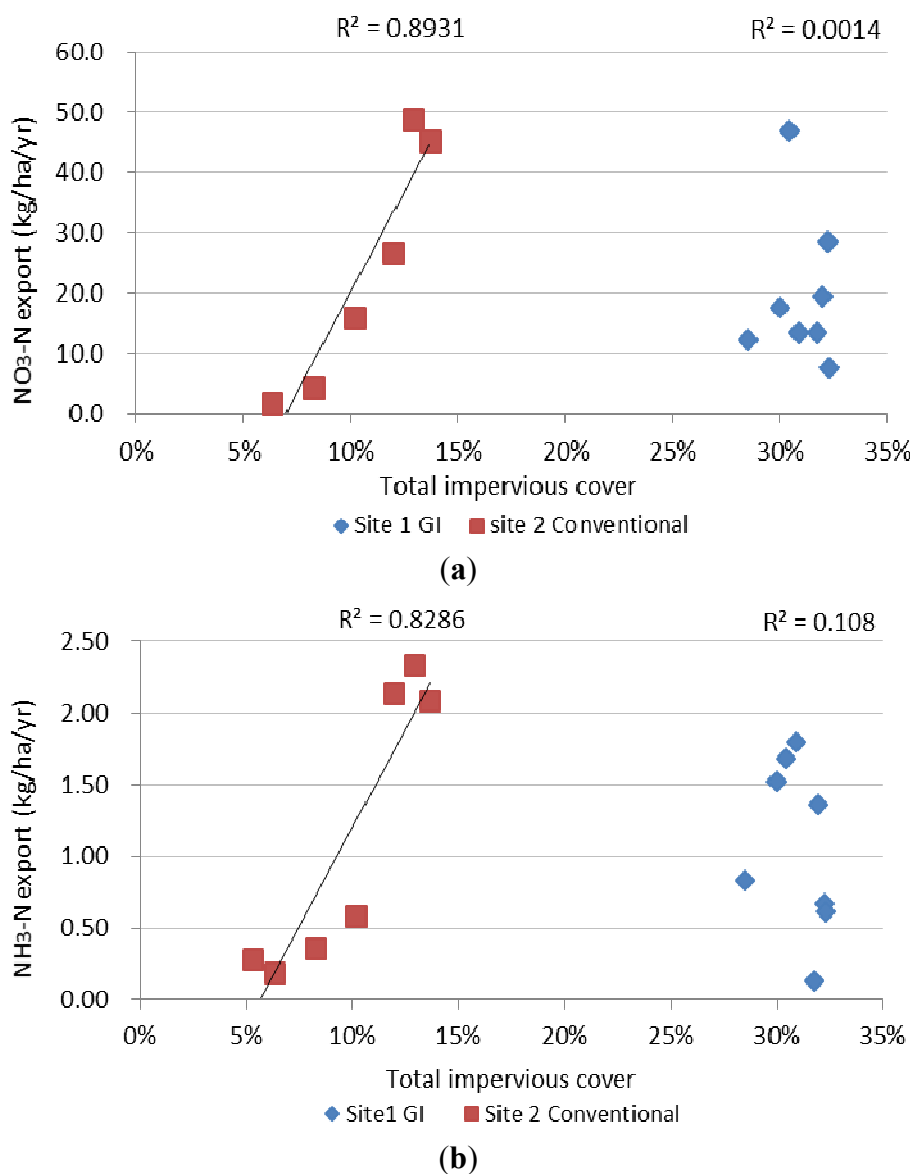 R² = 0.8931 R² = 0.0014
60.0
50.0
40.0
30.0
20.0
10.0
0.0
NO3-N export (kg/ha/yr)
0% 5% 10% 15% 20% 25% 30% 35%
Total impervious cover
Site 1 GI site 2 Conventional
(a)
R² = 0.8286 R² = 0.108
2.50
2.00
1.50
1.00
0.50
0.00
NH3-N export (kg/ha/yr)
0% 5% 10% 15% 20% 25% 30% 35%
Total impervious cover
Site1 GI Site 2 Conventional
(b)